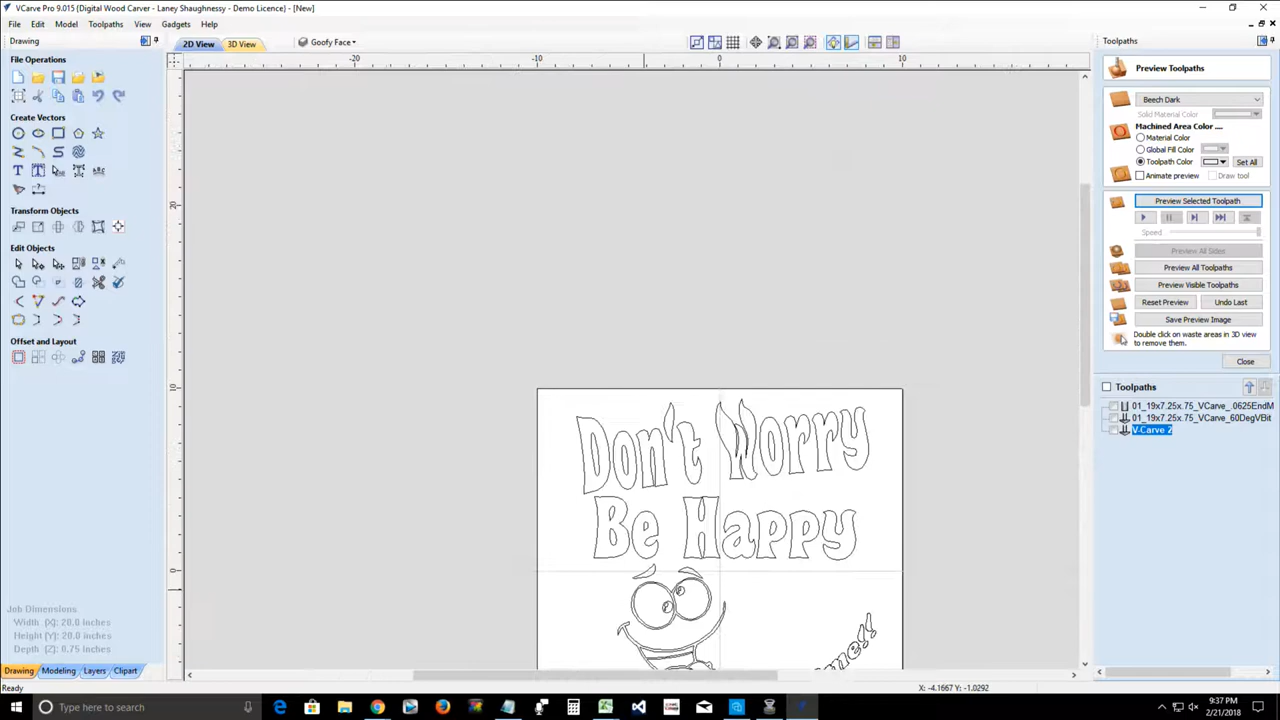 VCarve Pro 9.015 {Digital Wood Carver - Laney Shaughnessy - Demo Licence} - [New]
File Edit Model Toolpaths View Gadgets Help
Drawing
2D View 3D View Goofy Face
Toolpaths
File Operations
Create Vectors
Transform Objects
Edit Objects
Offset and Layout
Job Dimensions
Width (X): 20.0 inches
Height (Y): 20.0 inches
Depth (Z): 0.75 inches
Drawing Modeling Layers Clipart
Ready
-20 -10 0 10
20
10
0
Don't Worry
Be Happy
X: -4.1667 Y: -1.0292
Preview Toolpaths
Beech Dark
Solid Material Color
Machined Area Color ....
Material Color
Global Fill Color
Toolpath Color Set All
Animate preview Draw tool
Preview Selected Toolpath
Speed
Preview All Sides
Preview All Toolpaths
Preview Visible Toolpaths
Reset Preview Undo Last
Save Preview Image
Double click on waste areas in 3D view
to remove them.
Close
Toolpaths
01_19x7.25x.75_VCarve_.0625EndM
01_19x7.25x.75_VCarve_60DegVBit
V-Carve 2
Type here to search
9:37 PM
2/21/2018